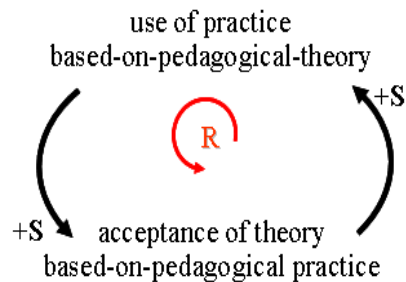 use of practice
based-on-pedagogical-theory
+S
R
+S
acceptance of theory
based-on-pedagogical practice